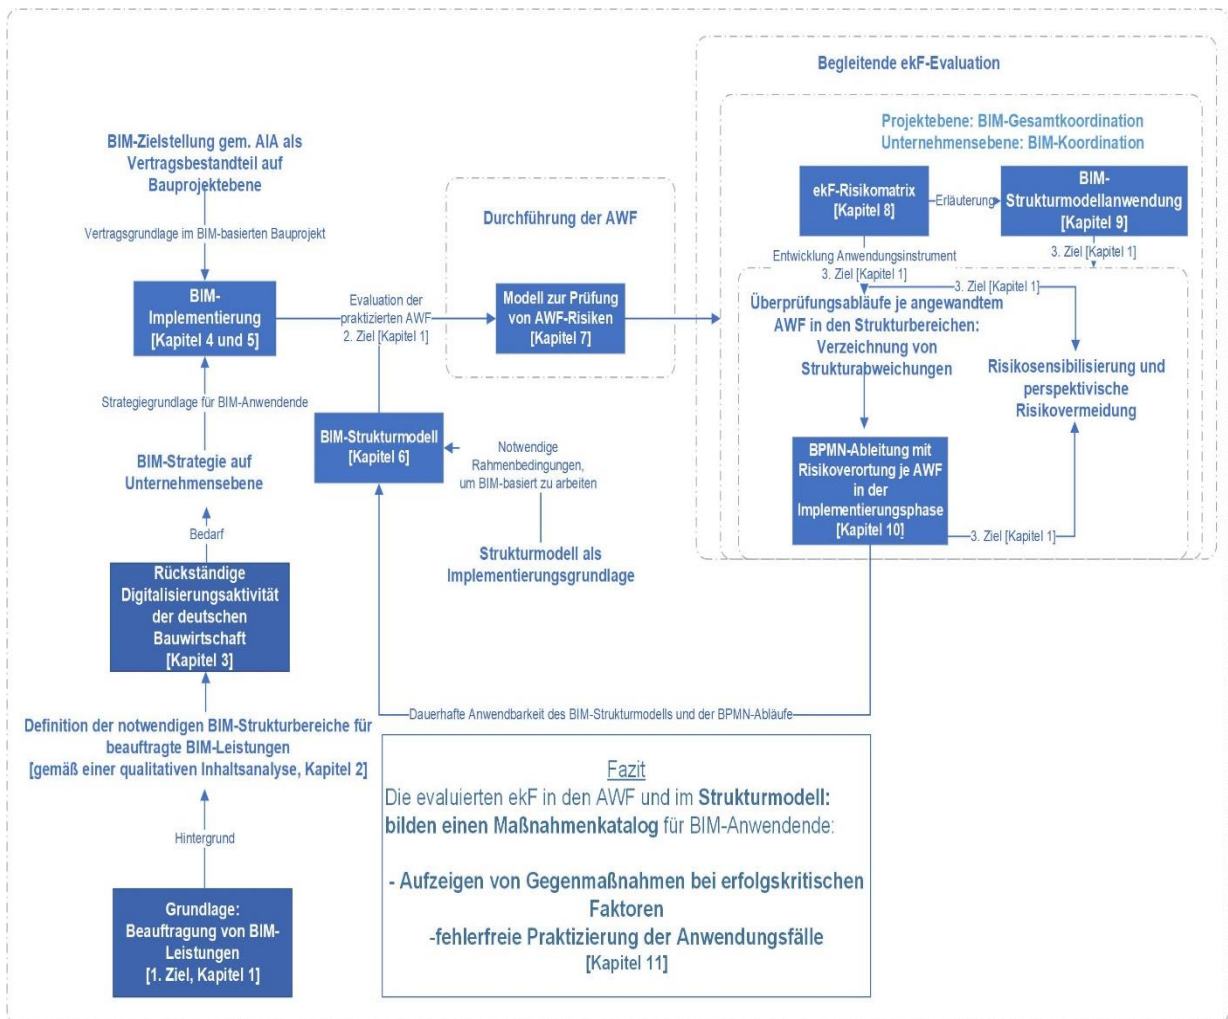 Begleitende ekF-Evaluation
Projektebene: BIM-Gesamtkoordination
Unternehmensebene: BIM-Koordination
BIM-Zielstellung gem. AIA als
Vertragsbestandteil auf
Bauprojektebene
Vertragsgrundlage im BIM-basierten Bauprojekt
BIM-
Implementierung
[Kapitel 4 und 5]
Evaluation der
praktizierten AWF
2. Ziel [Kapitel 1]
Durchführung der AWF
Modell zur Prüfung
von AWF-Risiken
[Kapitel 7]
ekF-Risikomatrix
[Kapitel 8]
Erläuterung
BIM-
Strukturmodellanwendung
[Kapitel 9]
Entwicklung Anwendungsinstrument
3. Ziel [Kapitel 1]
3. Ziel [Kapitel 1]
3. Ziel [Kapitel 1]
Überprüfungsabläufe je angewandtem
AWF in den Strukturbereichen:
Verzeichnung von
Strukturabweichungen
Risikosensibilisierung und
perspektivische
Risikovermeidung
BPMN-Ableitung mit
Risikoverortung je AWF
in der
Implementierungsphase
[Kapitel 10]
3. Ziel [Kapitel 1]
Strategiegrundlage für BIM-Anwendende
BIM-Strukturmodell
[Kapitel 6]
Notwendige
Rahmenbedingungen,
um BIM-basiert zu arbeiten
Strukturmodell als
Implementierungsgrundlage
BIM-Strategie auf
Unternehmensebene
Bedarf
Rückständige
Digitalisierungsaktivität
der deutschen
Bauwirtschaft
[Kapitel 3]
Dauerhafte Anwendbarkeit des BIM-Strukturmodells und der BPMN-Abläufe
Definition der notwendigen BIM-Strukturbereiche für
beauftragte BIM-Leistungen
[gemäß einer qualitativen Inhaltsanalyse, Kapitel 2]
Hintergrund
Grundlage:
Beauftragung von BIM-
Leistungen
[1. Ziel, Kapitel 1]
Fazit
Die evaluierten ekF in den AWF und im Strukturmodell:
bilden einen Maßnahmenkatalog für BIM-Anwendende:
- Aufzeigen von Gegenmaßnahmen bei erfolgskritischen
Faktoren
-fehlerfreie Praktizierung der Anwendungsfälle
[Kapitel 11]